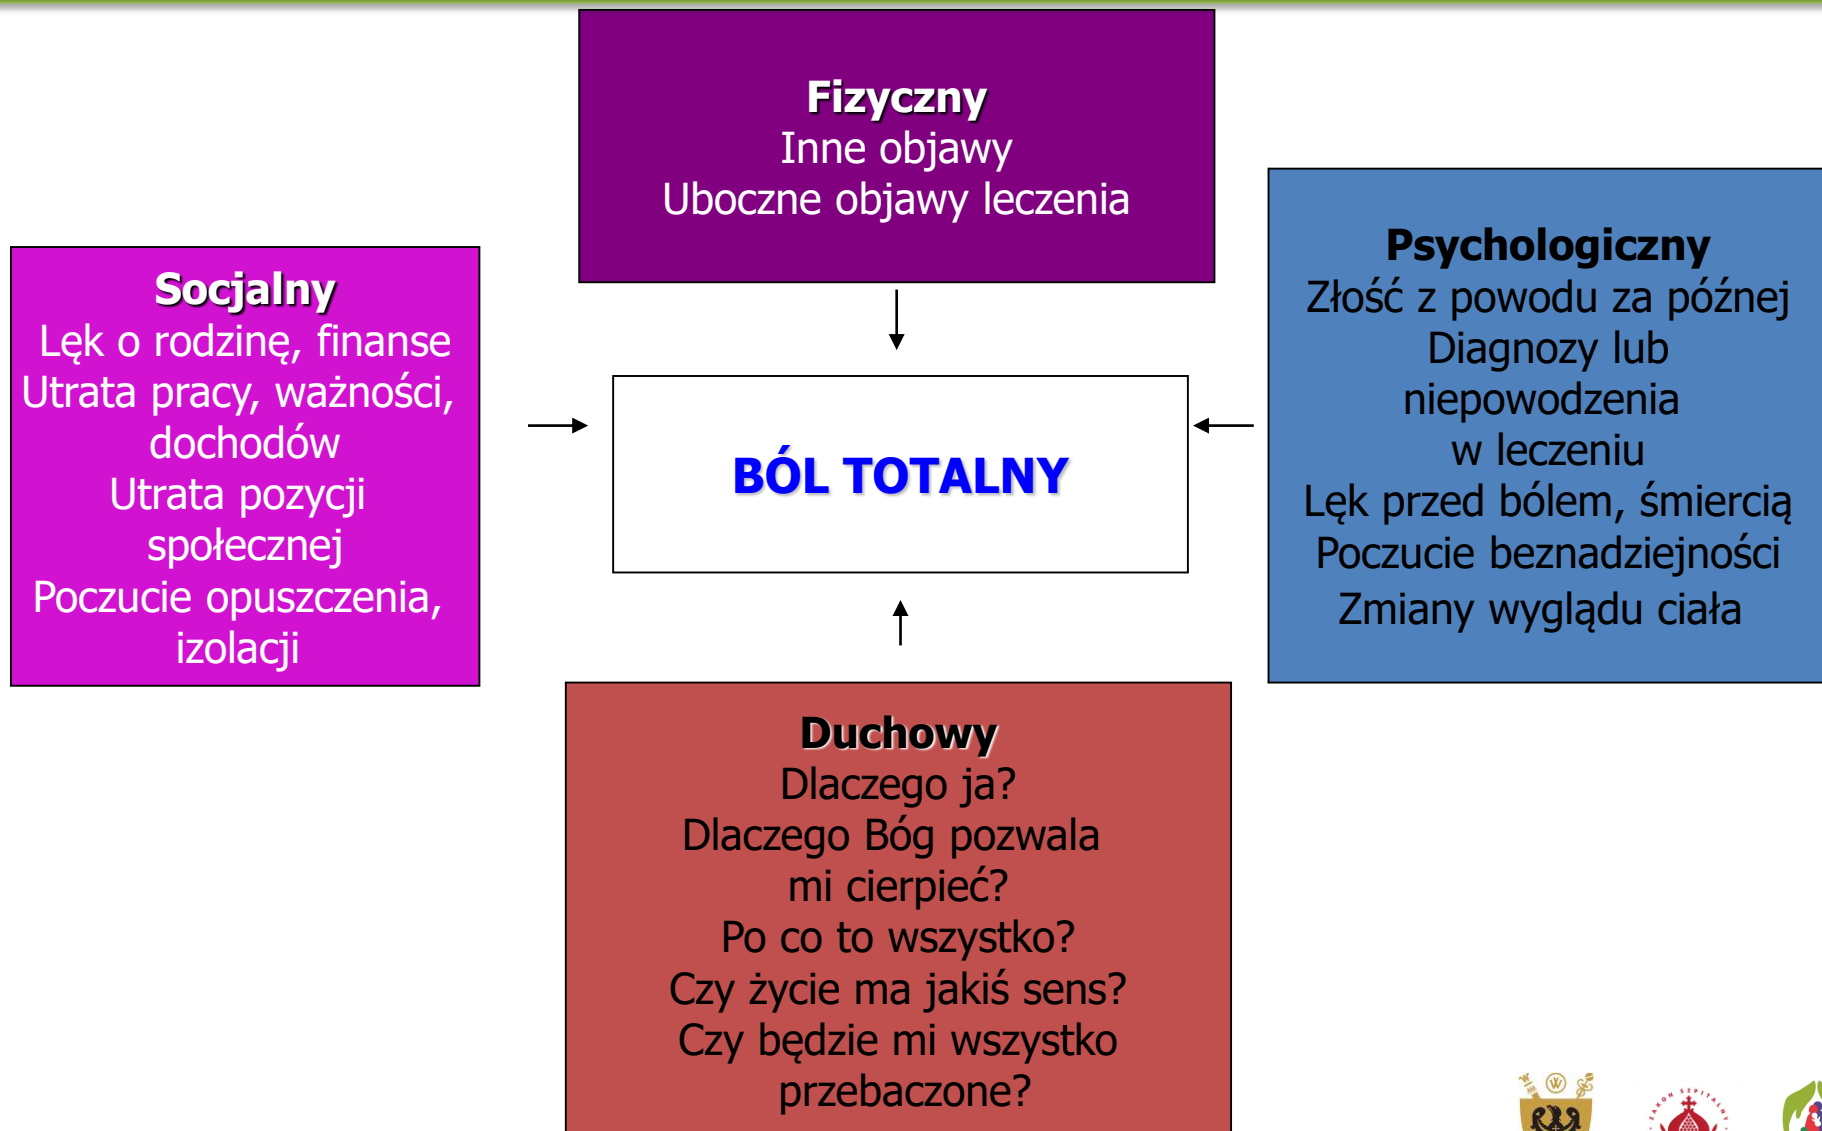 Fizyczny
Inne objawy
Uboczne objawy leczenia
Socjalny
Lęk o rodzinę, finanse
Utrata pracy, ważności,
dochodów
Utrata pozycji
społecznej
Poczucie opuszczenia,
izolacji
BÓL TOTALNY
Psychologiczny
Złość z powodu za późnej
Diagnozy lub
niepowodzenia
w leczeniu
Lęk przed bólem, śmiercią
Poczucie beznadziejności
Zmiany wyglądu ciała
Duchowy
Dlaczego ja?
Dlaczego Bóg pozwala
mi cierpieć?
Po co to wszystko?
Czy życie ma jakiś sens?
Czy będzie mi wszystko
przebaczone?
ZAKON SZPITALNY